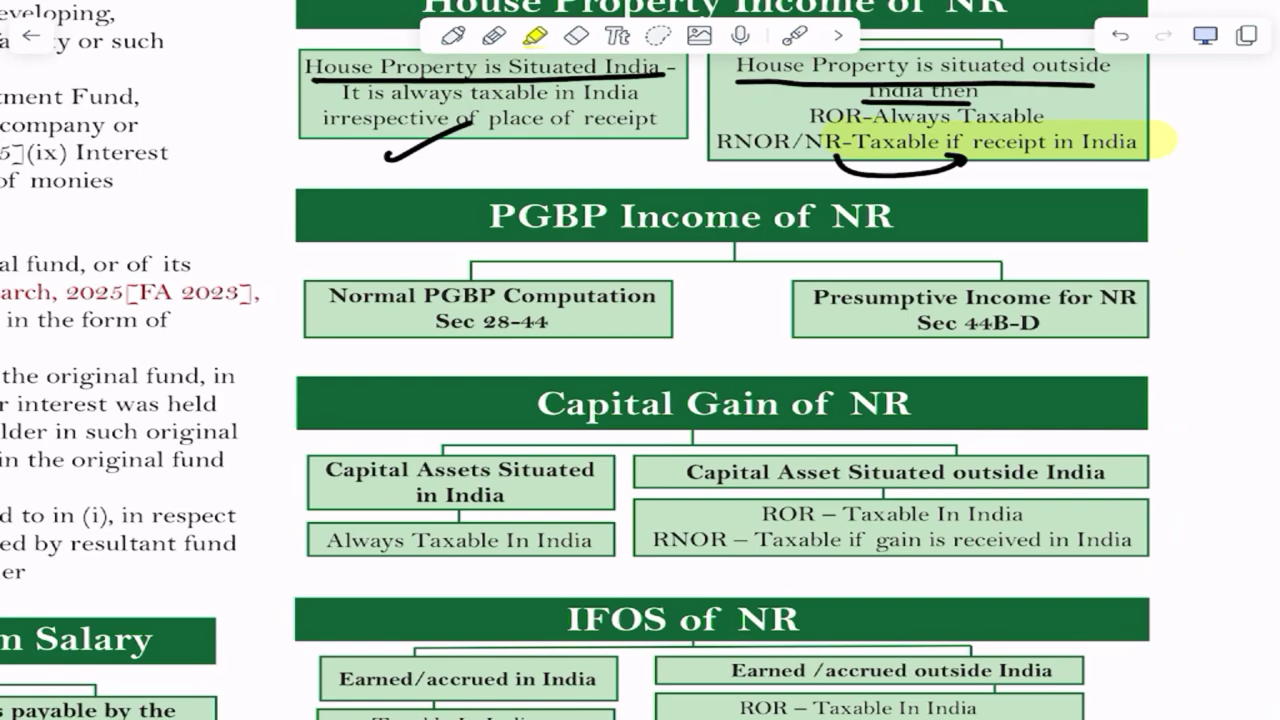 eveloping,
y or such
tment Fund,
company or
5](ix) Interest
of monies
al fund, or of its
arch, 2025[FA 2023],
in the form of
the original fund, in
r interest was held
lder in such original
in the original fund
d to in (i), in respect
ed by resultant fund
er
m Salary
s payable by the
House Property Income of NR
House Property is Situated India -
It is always taxable in India
irrespective of place of receipt
House Property is situated outside
India then
ROR-Always Taxable
RNOR/NR-Taxable if receipt in India
PGBP Income of NR
Normal PGBP Computation
Sec 28-44
Presumptive Income for NR
Sec 44B-D
Capital Gain of NR
Capital Assets Situated
in India
Always Taxable In India
Capital Asset Situated outside India
ROR – Taxable In India
RNOR – Taxable if gain is received in India
IFOS of NR
Earned/accrued in India
Earned /accrued outside India
ROR – Taxable In India